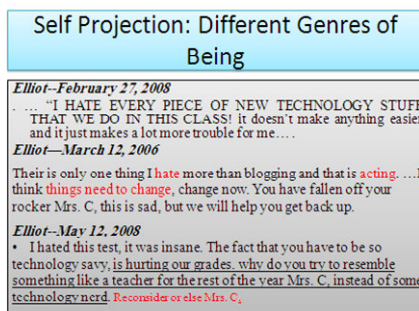 Self Projection: Different Genres of
Being
Elliot--February 27, 2008
. … “I HATE EVERY PIECE OF NEW TECHNOLOGY STUFF
THAT WE DO IN THIS CLASS! it doesn’t make anything easier
and it just makes a lot more trouble for me….
Elliot—March 12, 2006
Their is only one thing I hate more than blogging and that is acting. …I
think things need to change, change now. You have fallen off your
rocker Mrs. C, this is sad, but we will help you get back up.
Elliot--May 12, 2008
• I hated this test, it was insane. The fact that you have to be so
technology savy, is hurting our grades. why do you try to resemble
something like a teacher for the rest of the year Mrs. C, instead of some
technology nerd. Reconsider or else Mrs. C.